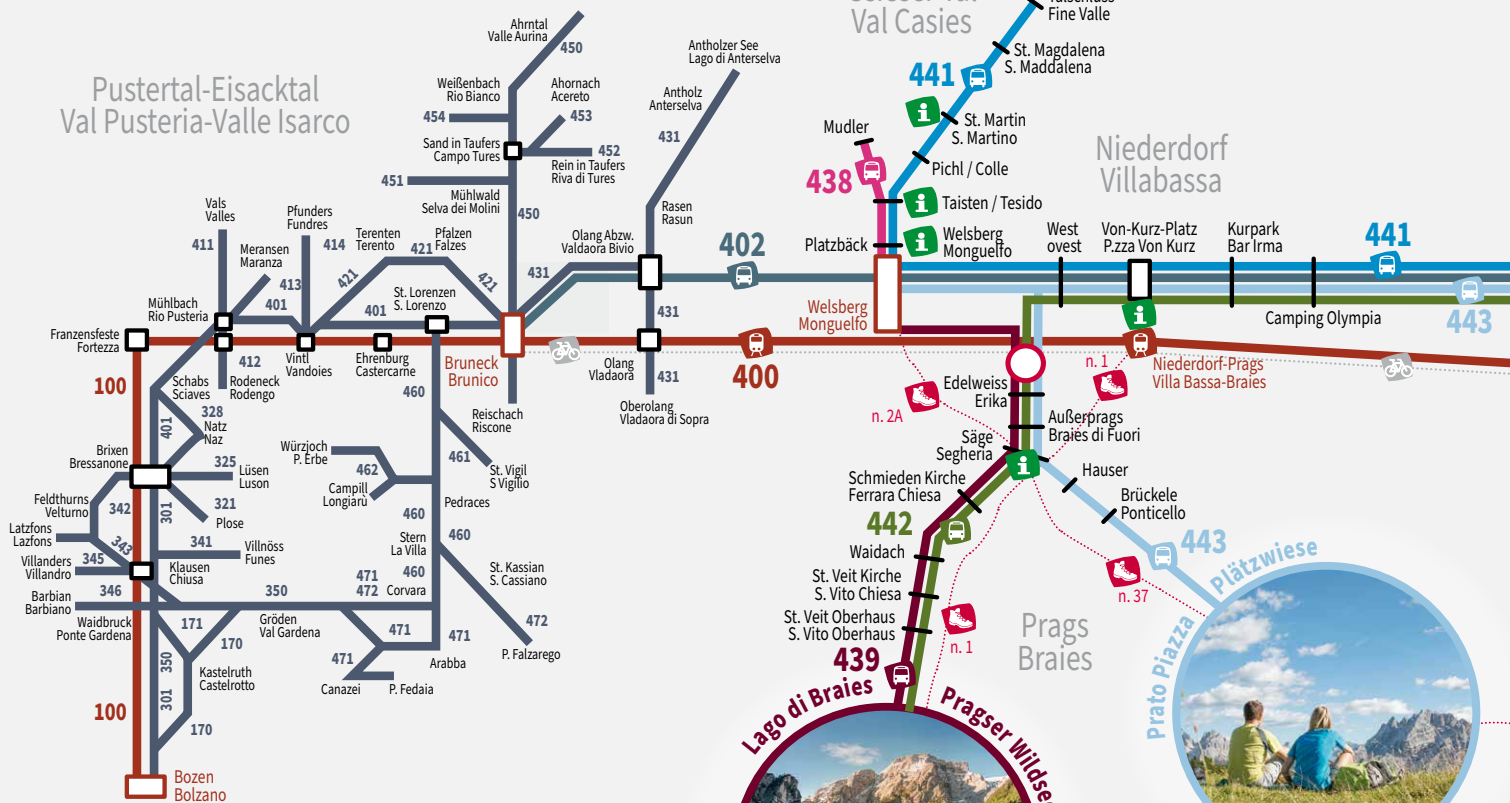 Pustertal-Eisacktal
Val Pusteria-Valle Isarco
Ahrntal
Valle Aurina
450
Weißenbach
Rio Bianco
454
Ahornach
Acereto
453
Sand in Taufers
Campo Tures
452
Rein in Taufers
Riva di Tures
451
Mühlwald
Selva dei Molini
450
Antholzer See
Lago di Anterselva
Antholz
Anterselva
431
Rasen
Rasun
Olang Abzw.
Valdaora Bivio
431
402
431
Olang
Vladaora
431
Oberolang
Vladaora di Sopra
400
Vals
Valles
411
Meransen
Maranza
413
Pfunders
Fundres
414
Terenten
Terento
421
Pfalzen
Falzes
421
421
401
401
St. Lorenzen
S. Lorenzo
Mühlbach
Rio Pusteria
Franzensfeste
Fortezza
412
Rodeneck
Rodengo
Vintl
Vandoies
Ehrenburg
Castercarne
Bruneck
Brunico
Reischach
Riscone
100
Schabs
Sciaves
328
Natz
Naz
401
Brixen
Bressanone
325
Lüsen
Luson
321
Plose
301
Feldthurns
Velturno
342
Latzfons
Lazfons
343
341
Villnöss
Funes
Villanders
Villandro
345
Klausen
Chiusa
Barbian
Barbiano
346
Waidbruck
Ponte Gardena
350
Gröden
Val Gardena
171
170
350
301
Kastelruth
Castelrotto
170
100
Bozen
Bolzano
460
Würzjoch
P. Erbe
462
Campill
Longiarü
461
St. Vigil
S Vigilio
Pedraces
460
460
Stern
La Villa
460
471
472
Corvara
St. Kassian
S. Cassiano
472
P. Falzarego
471
471
471
Arabba
Canazei
P. Fedaia
Val Casies
Fine Valle
St. Magdalena
S. Maddalena
441
St. Martin
S. Martino
Pichl / Colle
Mudler
438
Taisten / Tesido
Platzbäck
Welsberg
Monguelfo
Welsberg
Monguelfo
Niederdorf
Villabassa
West
ovest
Von-Kurz-Platz
P.zza Von Kurz
Kurpark
Bar Irma
441
Camping Olympia
443
Niederdorf-Prags
Villa Bassa-Braies
n. 1
n. 2A
Edelweiss
Erika
Außerprags
Braies di Fuori
Säge
Segheria
Hauser
Brückele
Ponticello
443
Schmieden Kirche
Ferrara Chiesa
442
Waidach
St. Veit Kirche
S. Vito Chiesa
St. Veit Oberhaus
S. Vito Oberhaus
439
n. 1
n. 37
Prags
Braies
Lago di Braies
Pragser Wildsee
Prato Piazza
Plätzwiese